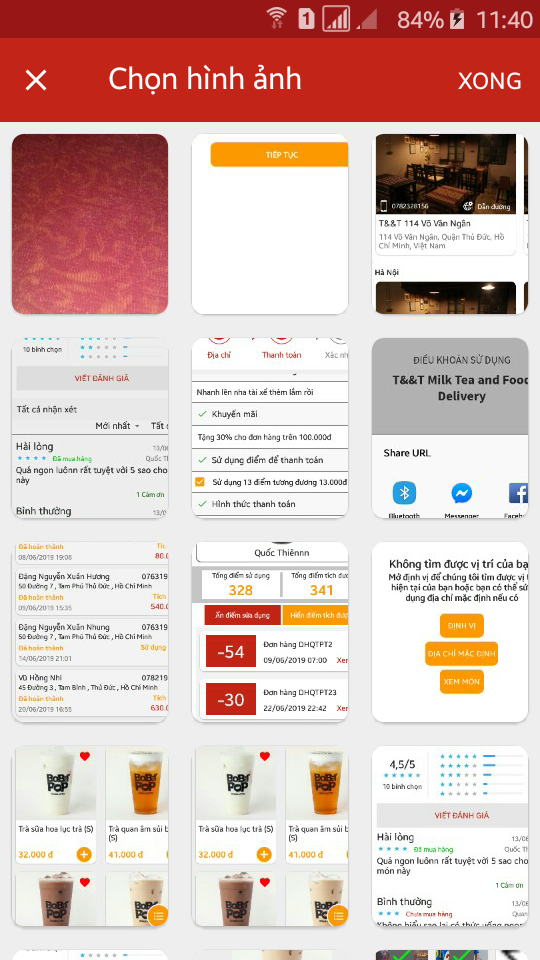 1 84% 11:40
Chọn hình ảnh XONG
TIẾP TỤC
0782328156 Dẫn đường
T&&T 114 Võ Văn Ngân
114 Võ Văn Ngân, Quận Thủ Đức, Hồ
Chí Minh, Việt Nam
Hà Nội
10 bình chọn
VIẾT ĐÁNH GIÁ
Tất cả nhận xét
Mới nhất
Hài lòng 13/0
Đã mua hàng Quốc T
Quá ngon luônn rất tuyệt vời 5 sao cho
này
1 Cảm ơn
Bình thường 13/
Địa chỉ Thanh toán Xác nh
Nhanh lên nha tài xế thêm lắm rồi
Khuyến mãi
Tặng 30% cho đơn hàng trên 100.000đ
Sử dụng điểm để thanh toán
Sử dụng 13 điểm tương đương 13.000đ
Hình thức thanh toán
ĐIỀU KHOẢN SỬ DỤNG
T&&T Milk Tea and Food
Delivery
Share URL
Bluetooth Messenger Faceb
Đã hoàn thành Tíc
08/06/2019 19:08 80.0
Đặng Nguyễn Xuân Hương 076319
50 Đường 7 , Tam Phú Thủ Đức , Hồ Chí Minh
Đã hoàn thành Tích
09/06/2019 15:35 540.0
Đặng Nguyễn Xuân Nhung 076319
50 Đường 7 , Tam Phú Thủ Đức , Hồ Chí Minh
Đã hoàn thành Sử dụng
14/06/2019 21:01
Vũ Hồng Nhi 078219
45 Đường 3 , Tam Bình , Thủ Đức , Hồ Chí Minh
Đã hoàn thành Tích
20/06/2019 16:55 630.0
Quốc Thiênnn
Tổng điểm sử dụng Tổng điểm tích đư
328 341
Ẩn điểm sửa dụng Hiển điểm tích đượ
-54 Đơn hàng DHQTPT2
09/06/2019 07:00 Xer
-30 Đơn hàng DHQTPT23
22/06/2019 22:42 Xer
Không tìm được vị trí của bạ
Mở định vị để chúng tôi tìm được vị t
hiện tại của bạn hoặc bạn có thể sử
dụng địa chỉ mặc định nếu có
ĐỊNH VỊ
ĐỊA CHỈ MẶC ĐỊNH
XEM MÓN
BOBA POP
Trà sữa hoa lục trà (S) Trà quan âm sủi b
(S)
32.000 đ 41.000 đ
BOBA POP
Trà sữa hoa lục trà (S) Trà quan âm sủi b
(S)
32.000 đ 41.000 đ
4,5/5
10 bình chọn
VIẾT ĐÁNH GIÁ
Hài lòng 13/06
Đã mua hàng Quốc Th
Quá ngon luônn rất tuyệt vời 5 sao cho
món này
1 Cảm ơn
Bình thường 13/06
Chưa mua hàng Quan